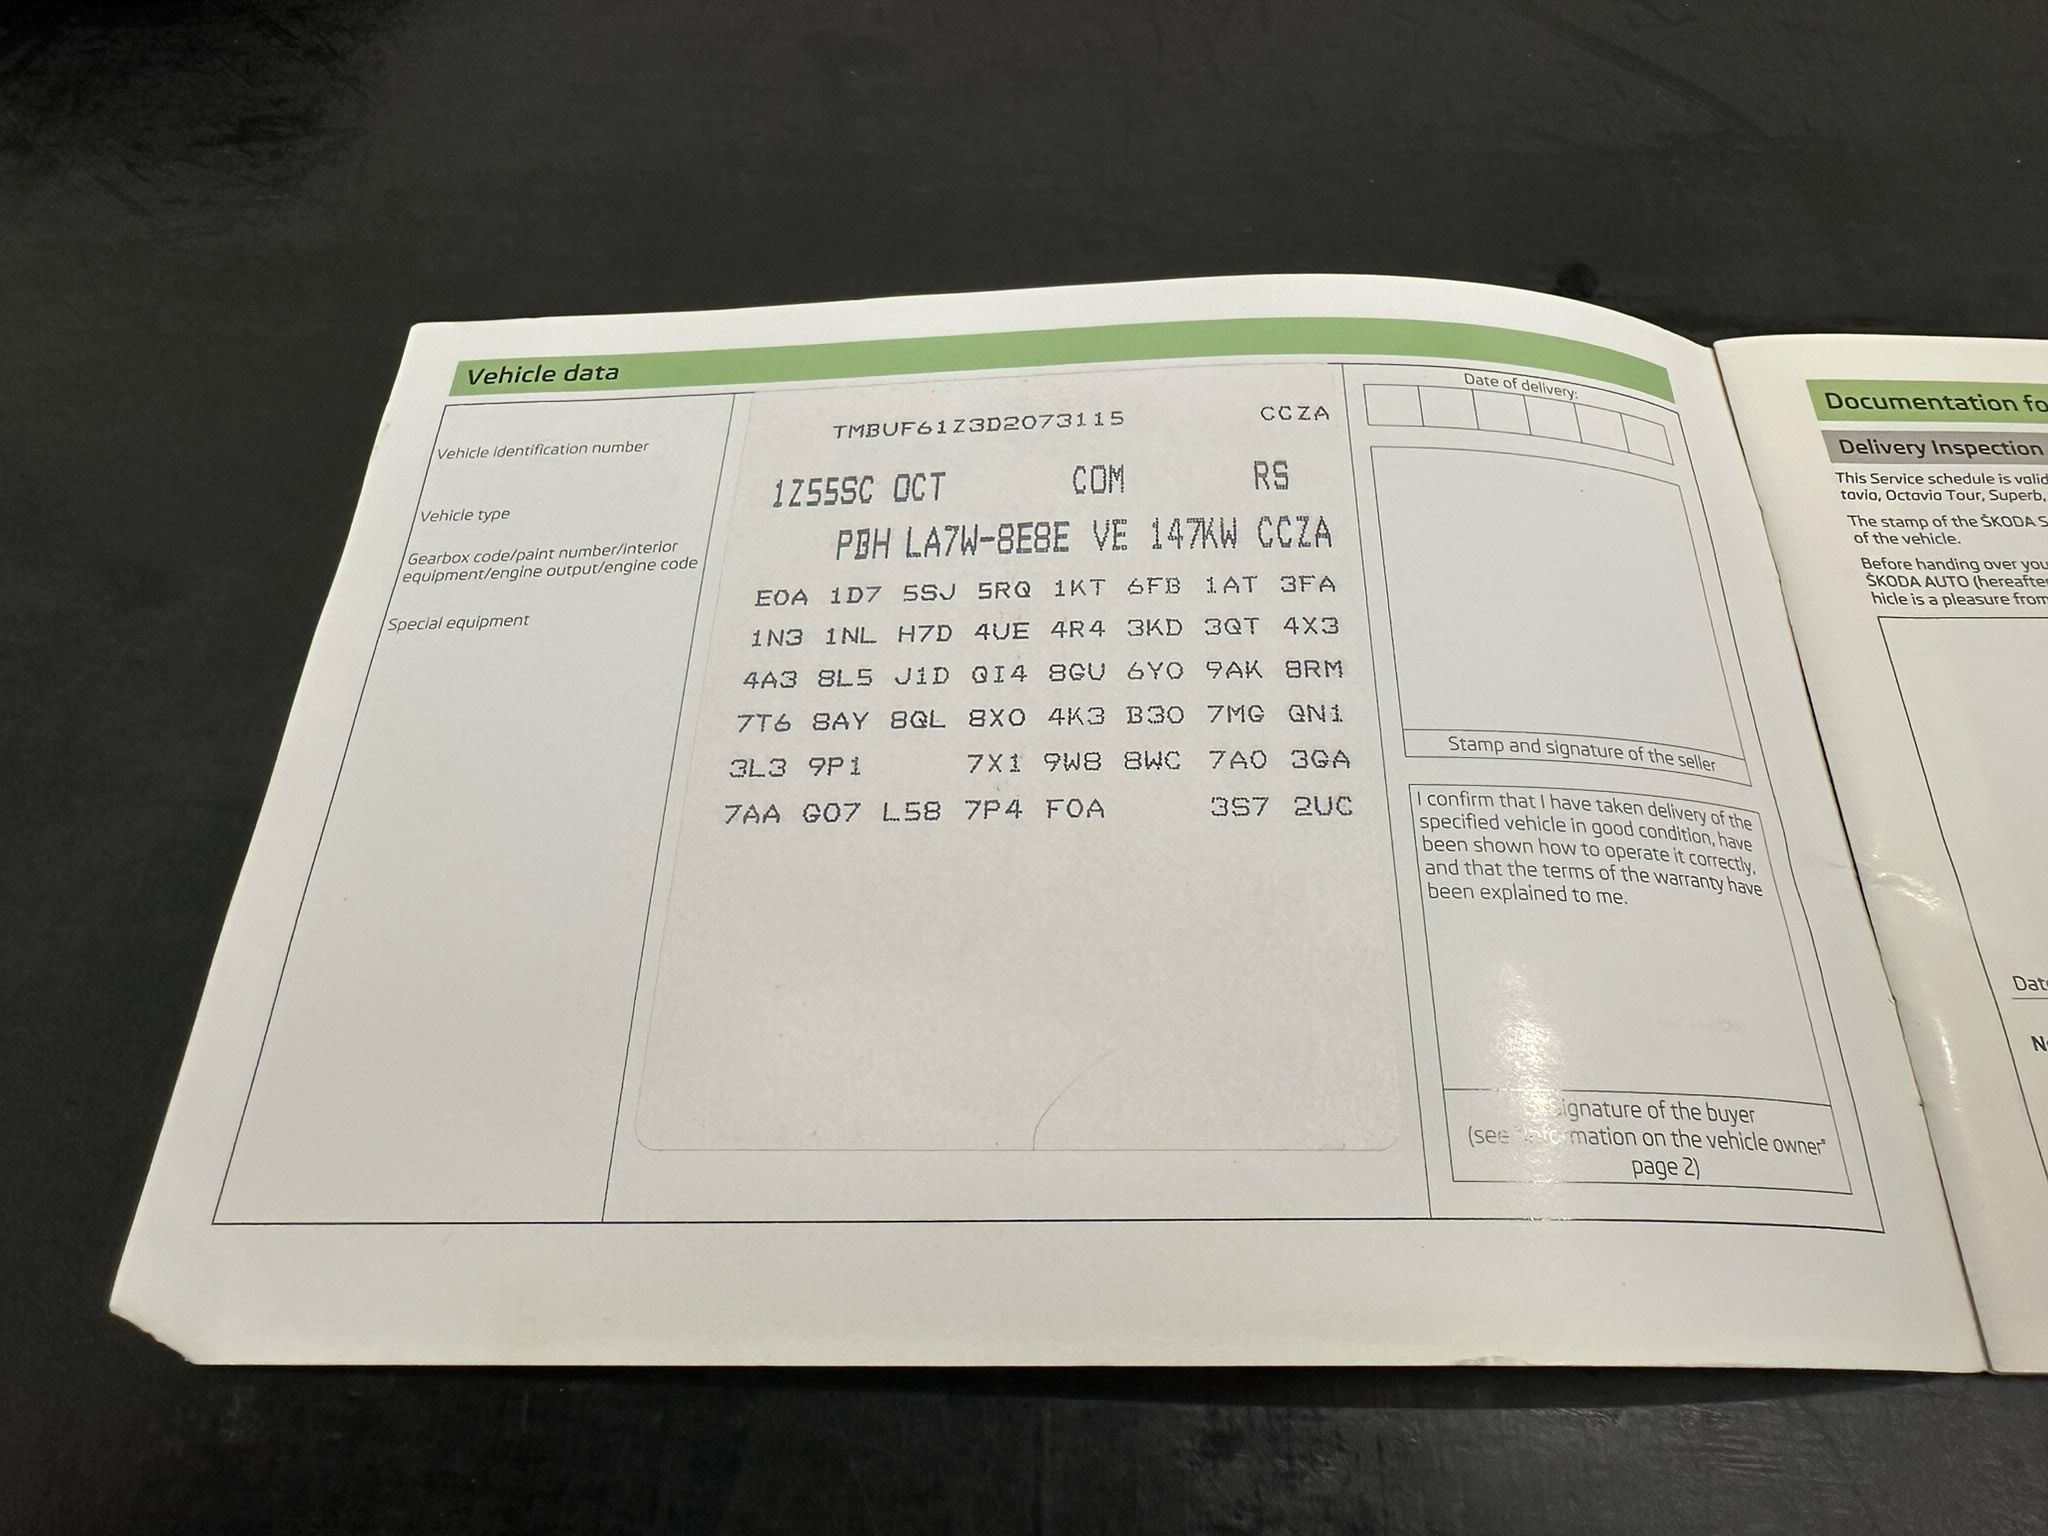 Vehicle data
Vehicle identification number
Vehicle type
Gearbox code/paint number/interior
equipment/engine output/engine code
Special equipment
TMBUF61Z3D2073115 CCZA
1Z55SC OCT COM RS
PBH LA7W-8E8E VE 147KW CCZA
E0A 1D7 5SJ 5RQ 1KT 6FB 1AT 3FA
1N3 1NL H7D 4UE 4R4 3KD 3QT 4X3
4A3 8L5 J1D QI4 8GU 6Y0 9AK 8RM
7T6 8AY 8QL 8X0 4K3 B30 7MG QN1
3L3 9P1 7X1 9W8 8WC 7A0 3GA
7AA G07 L58 7P4 F0A 3S7 2UC
Date of delivery:
Stamp and signature of the seller
I confirm that I have taken delivery of the
specified vehicle in good condition, have
been shown how to operate it correctly,
and that the terms of the warranty have
been explained to me.
signature of the buyer
(see "Information on the vehicle owner"
page 2)
Documentation fo
Delivery Inspection
This Service schedule is valid
tavia, Octavia Tour, Superb,
The stamp of the ŠKODA S
of the vehicle.
Before handing over you
ŠKODA AUTO (hereafter
hicle is a pleasure from
Dat
N